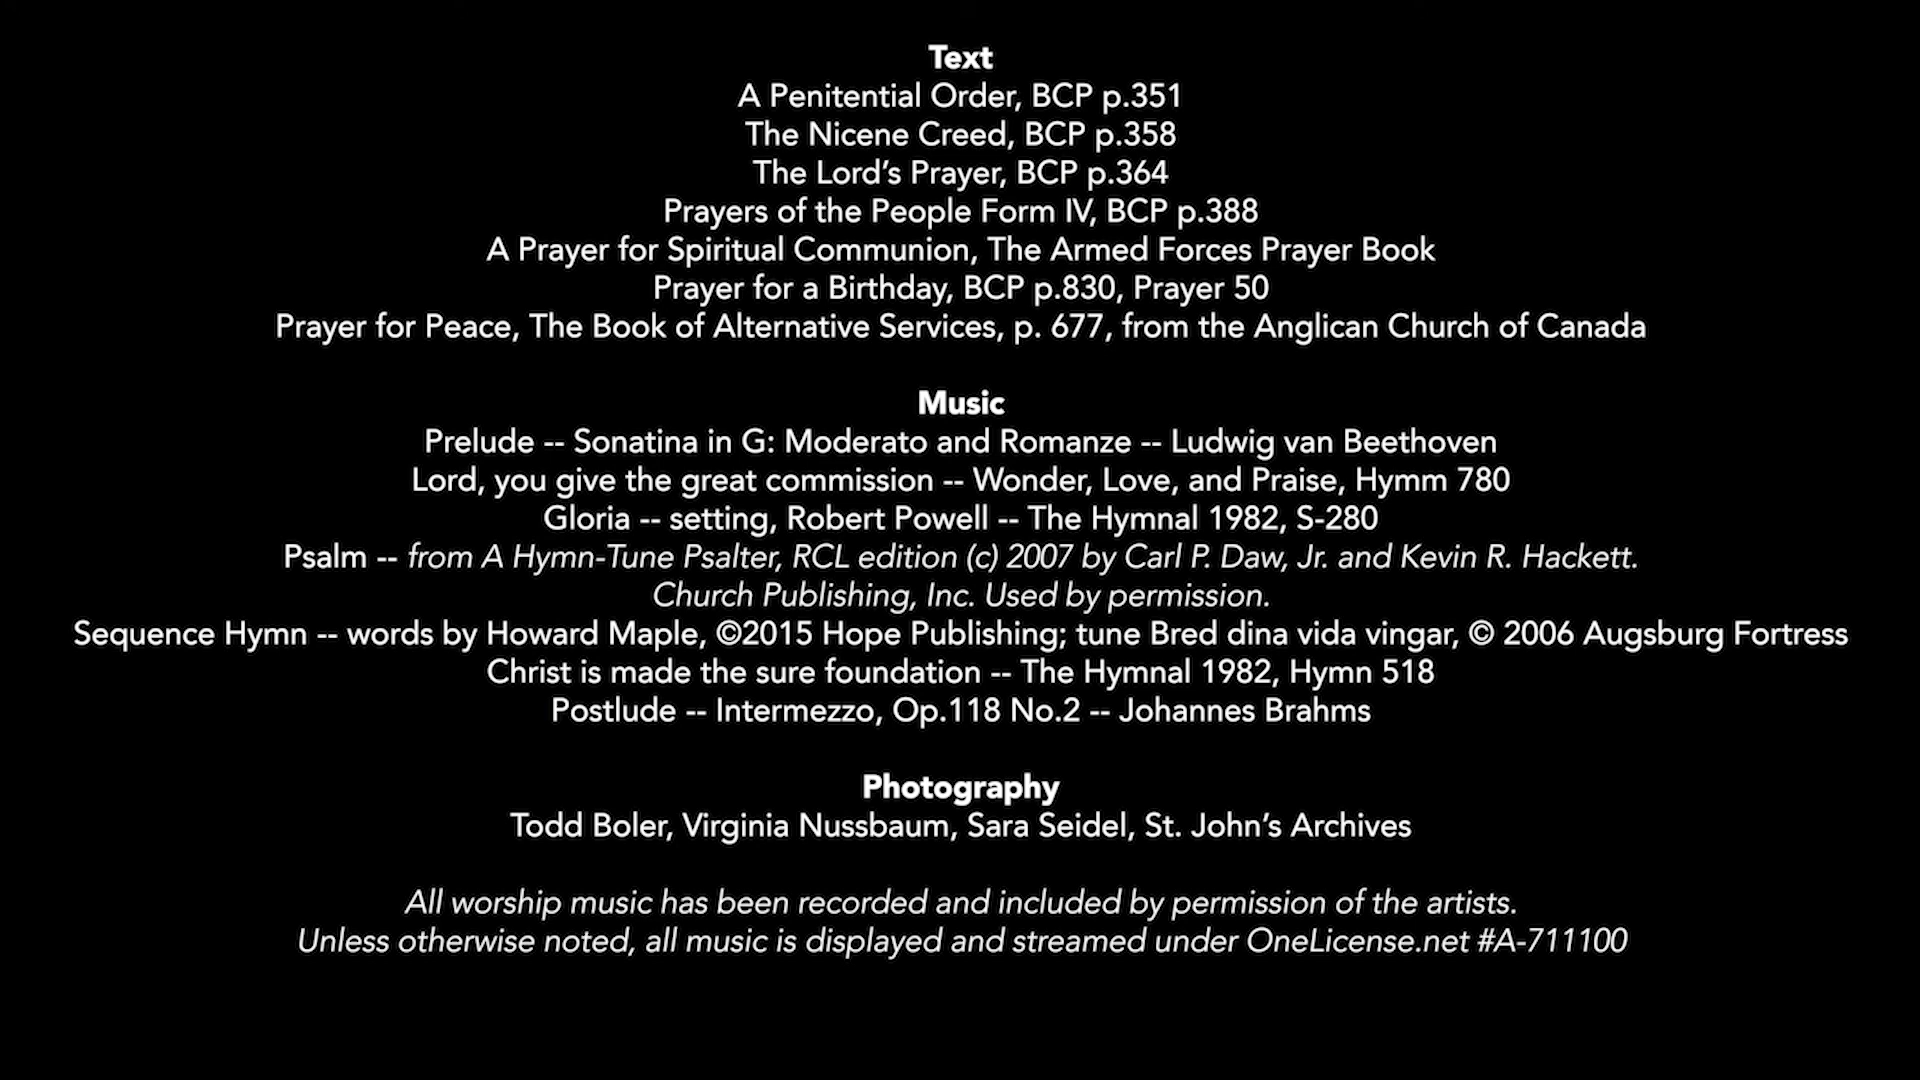 Text
A Penitential Order, BCP p.351
The Nicene Creed, BCP p.358
The Lord’s Prayer, BCP p.364
Prayers of the People Form IV, BCP p.388
A Prayer for Spiritual Communion, The Armed Forces Prayer Book
Prayer for a Birthday, BCP p.830, Prayer 50
Prayer for Peace, The Book of Alternative Services, p. 677, from the Anglican Church of Canada
Music
Prelude -- Sonatina in G: Moderato and Romanze -- Ludwig van Beethoven
Lord, you give the great commission -- Wonder, Love, and Praise, Hymm 780
Gloria -- setting, Robert Powell -- The Hymnal 1982, S-280
Psalm -- from A Hymn-Tune Psalter, RCL edition (c) 2007 by Carl P. Daw, Jr. and Kevin R. Hackett.
Church Publishing, Inc. Used by permission.
Sequence Hymn -- words by Howard Maple, ©2015 Hope Publishing; tune Bred dina vida vingar, © 2006 Augsburg Fortress
Christ is made the sure foundation -- The Hymnal 1982, Hymn 518
Postlude -- Intermezzo, Op.118 No.2 -- Johannes Brahms
Photography
Todd Boler, Virginia Nussbaum, Sara Seidel, St. John’s Archives
All worship music has been recorded and included by permission of the artists.
Unless otherwise noted, all music is displayed and streamed under OneLicense.net #A-711100